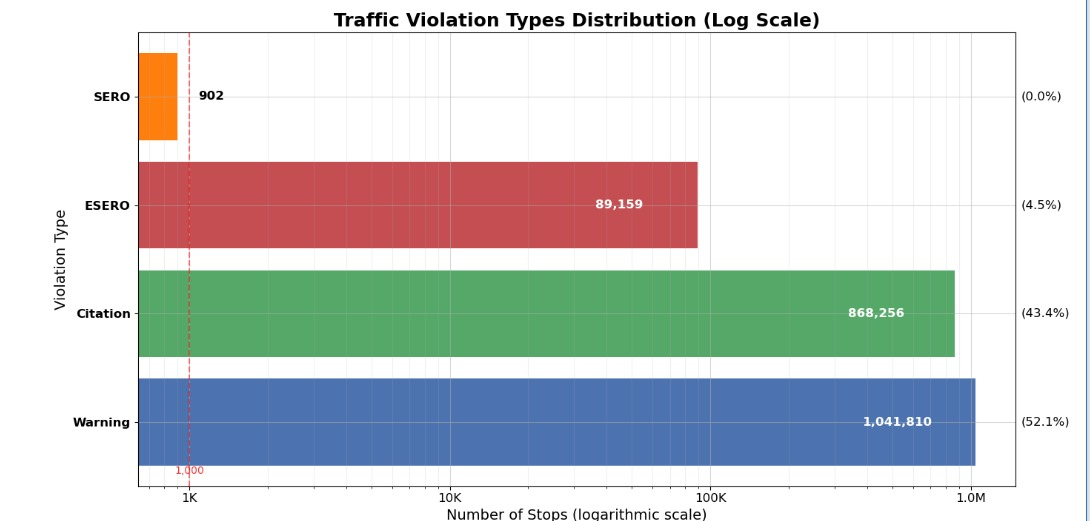 Traffic Violation Types Distribution (Log Scale)
SERO
902
(0.0%)
ESERO
89,159
(4.5%)
Violation Type
Citation
868,256
(43.4%)
Warning
1,041,810
(52.1%)
1,000
1K
10K
100K
1.0M
Number of Stops (logarithmic scale)